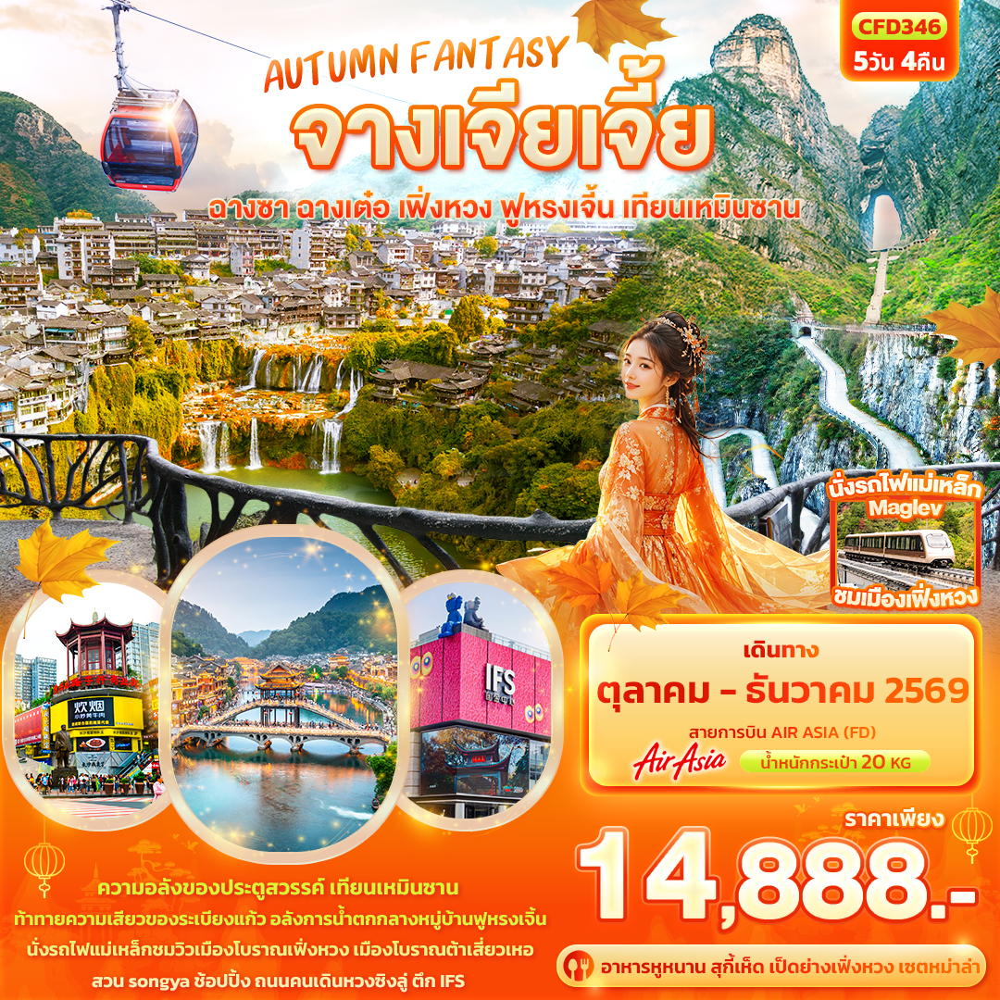 CFD346
5วัน 4คืน
AUTUMN FANTASY
จางเจียเจี้ย
ฉางซา ฉางเต๋อ เฟิ่งหวง ฟูหรงเจิ้น เทียนเหมินซาน
นั่งรถไฟแม่เหล็ก
Maglev
ชมเมืองเฟิ่งหวง
炊烟
小炒黄牛肉
IFS
เดินทาง
ตุลาคม - ธันวาคม 2569
สายการบิน AIR ASIA (FD)
AirAsia
น้ำหนักกระเป๋า 20 KG
ราคาเพียง
14,888.-
ความอลังของประตูสวรรค์ เทียนเหมินซาน
ท้าทายความเสียวของระเบียงแก้ว อลังการน้ำตกกลางหมู่บ้านฟูหรงเจิ้น
นั่งรถไฟแม่เหล็กชมวิวเมืองโบราณเฟิ่งหวง เมืองโบราณต้าเสี่ยวเหอ
สวน songya ช้อปปิ้ง ถนนคนเดินหวงซิงลู่ ตึก IFS
อาหารหูหนาน สุกี้เห็ด เป็ดย่างเฟิ่งหวง เซตหม่าล่า